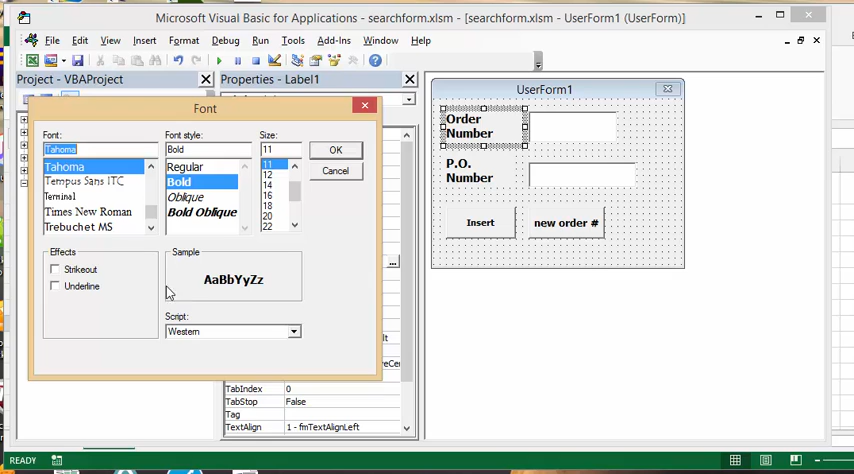 Microsoft Visual Basic for Applications - searchform.xlsm - [searchform.xlsm - UserForm1 (UserForm)]
File Edit View Insert Format Debug Run Tools Add-Ins Window Help
Project - VBAProject
Properties - Label1
Font
Font:
Font style:
Size:
Tahoma
Bold
11
OK
Cancel
Tahoma
Tempus Sans ITC
Terminal
Times New Roman
Trebuchet MS
Regular
Bold
Oblique
Bold Oblique
11
12
14
16
18
20
22
Effects
Strikeout
Underline
Sample
AaBbYyZz
Script:
Western
...
TabIndex 0
TabStop False
Tag
TextAlign 1 - fmTextAlignLeft
UserForm1
Order
Number
P.O.
Number
Insert
new order #
READY